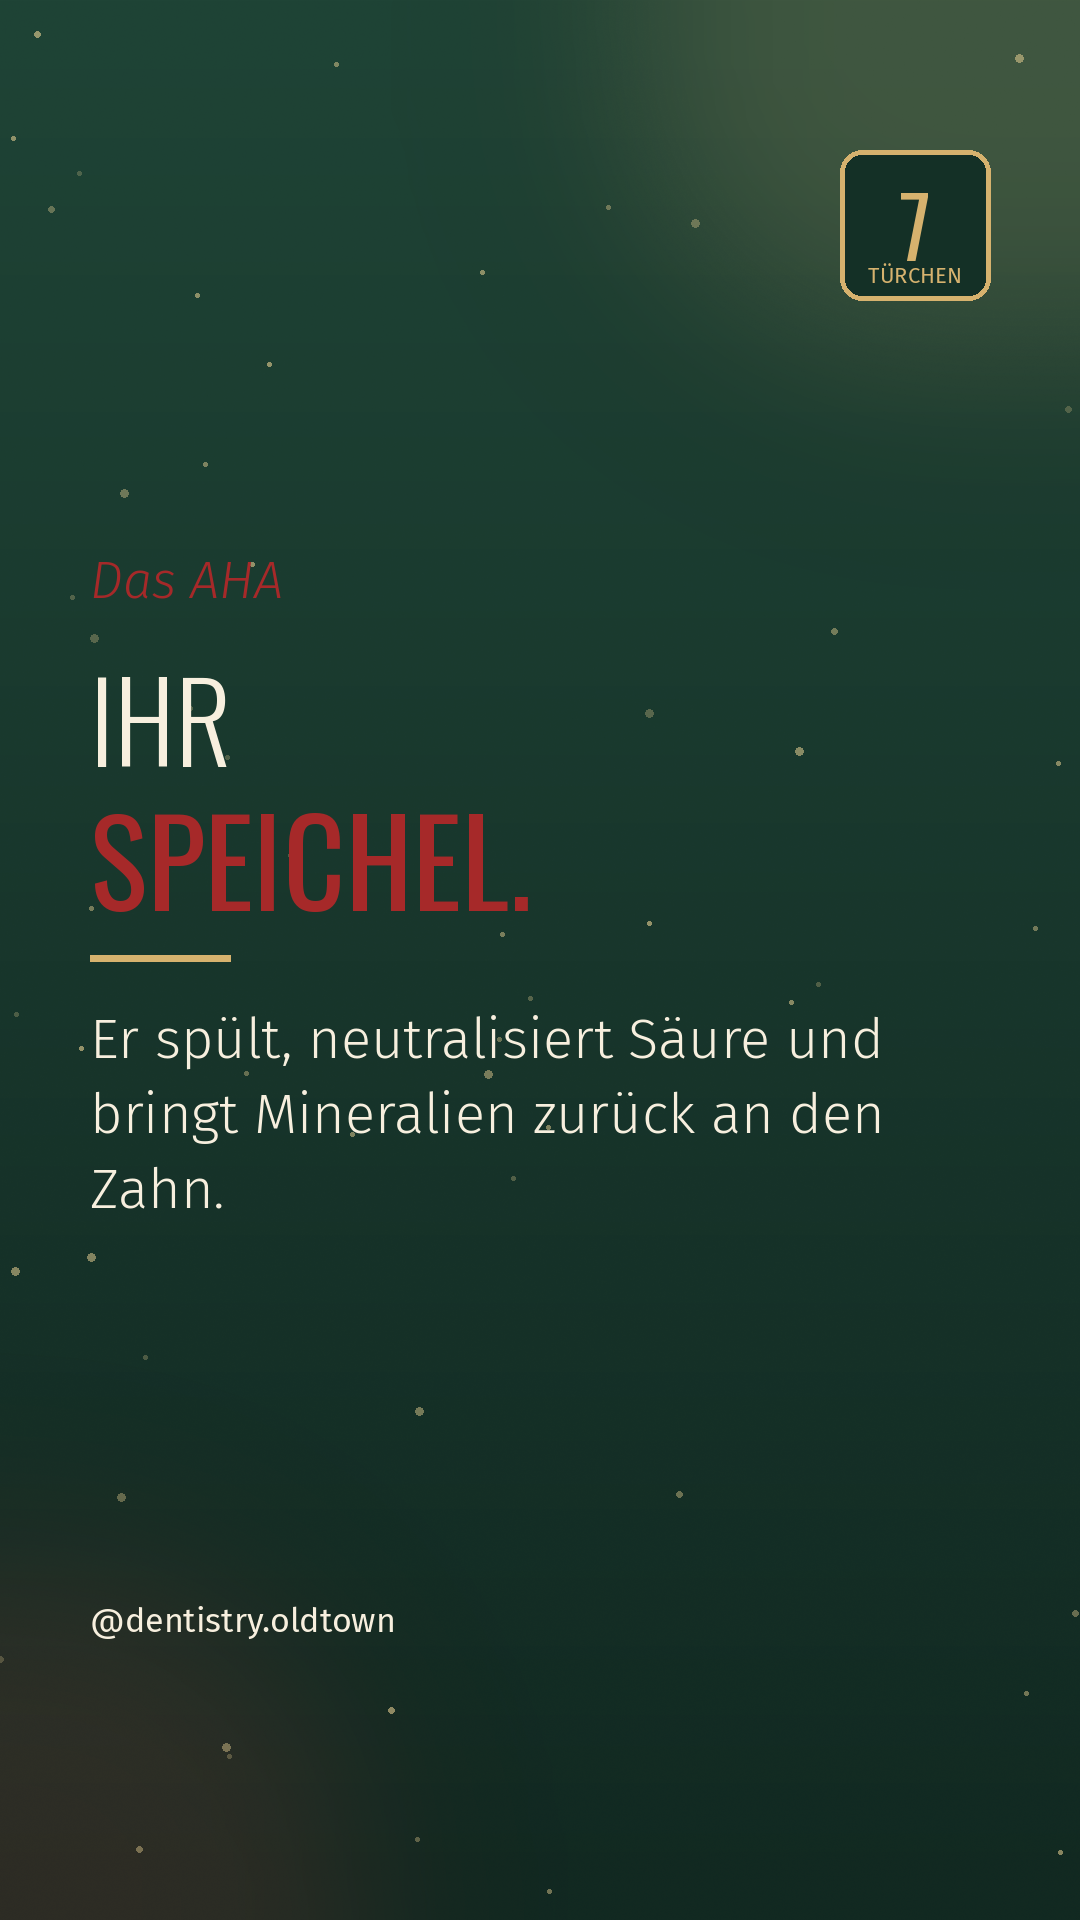 7
TÜRCHEN
Das AHA
IHR
SPEICHEL.
Er spült, neutralisiert Säure und
bringt Mineralien zurück an den
Zahn.
@dentistry.oldtown